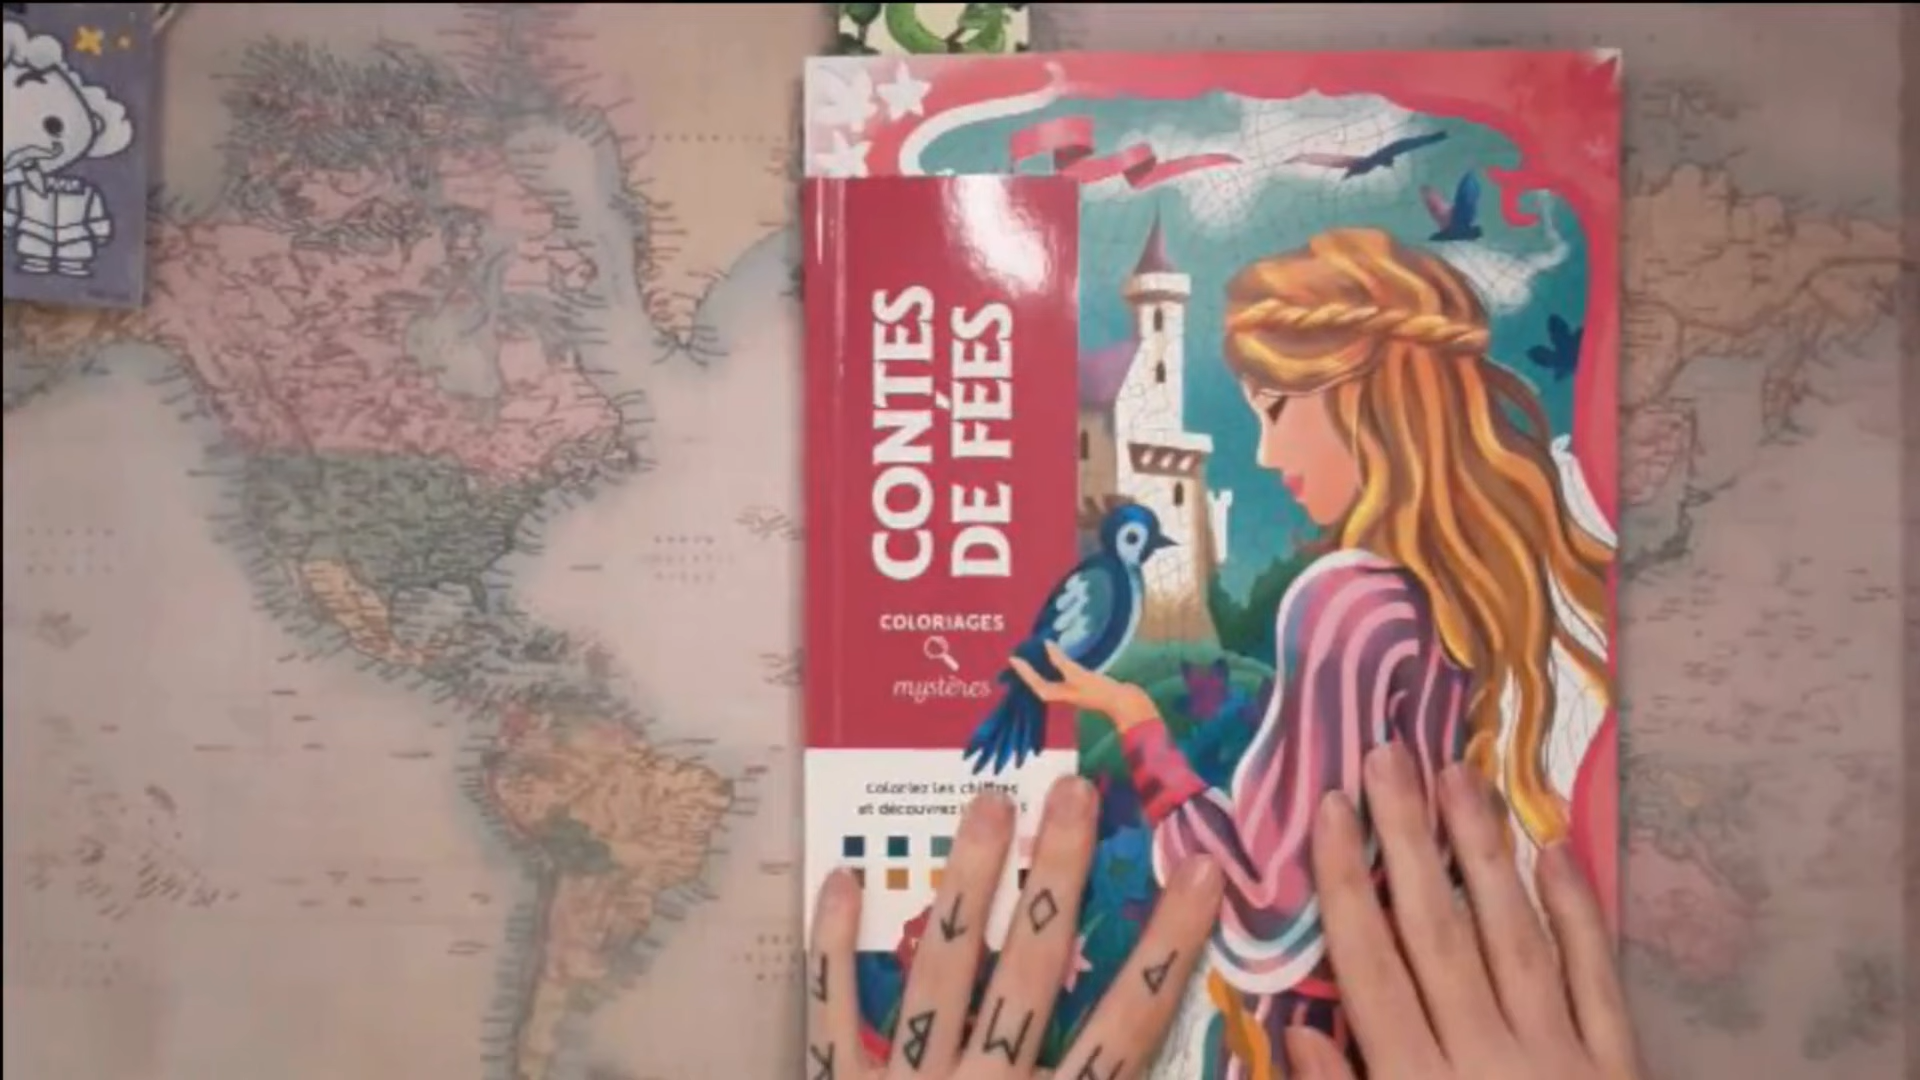 CONTES
DE FÉES
COLORIAGES
mystères
Coloriez les chiffres
et découvrez